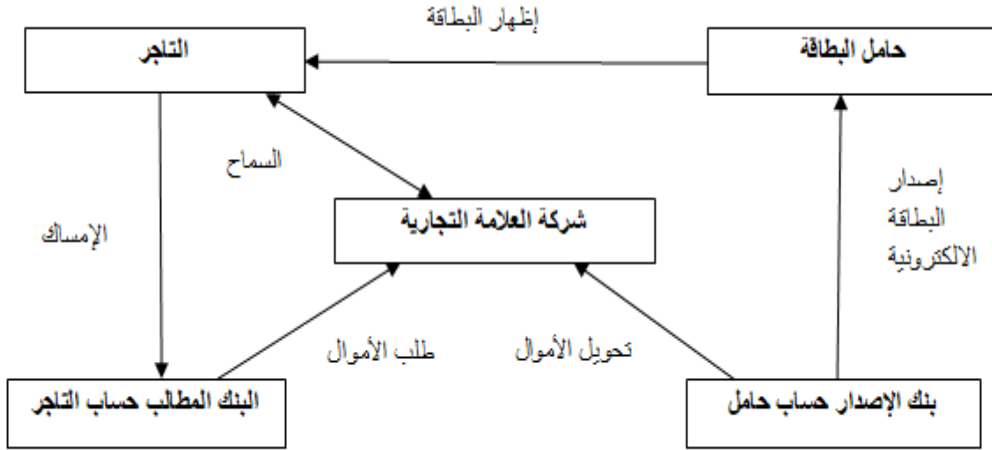 إظهار البطاقة
حامل البطاقة
التاجر
السماح
إصدار
البطاقة
الالكترونية
شركة العلامة التجارية
الإمساك
طلب الأموال
تحويل الأموال
بنك الإصدار حساب حامل
البنك المطالب حساب التاجر